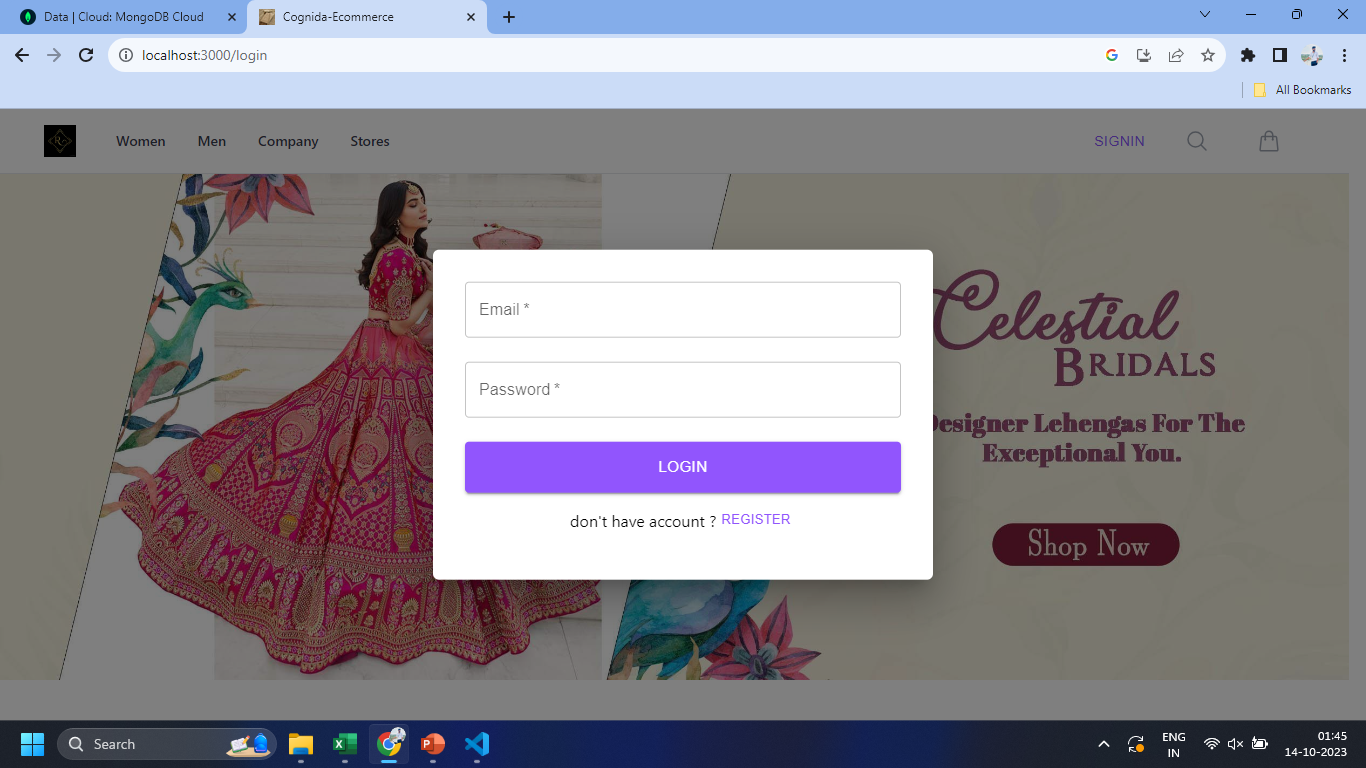 Data | Cloud: MongoDB Cloud
Cognida-Ecommerce
localhost:3000/login
All Bookmarks
Women Men Company Stores
SIGNIN
Email *
Password *
LOGIN
don't have account ? REGISTER
Celestial
BRIDALS
Designer Lehengas For The
Exceptional You.
Shop Now
Search
ENG
IN
01:45
14-10-2023